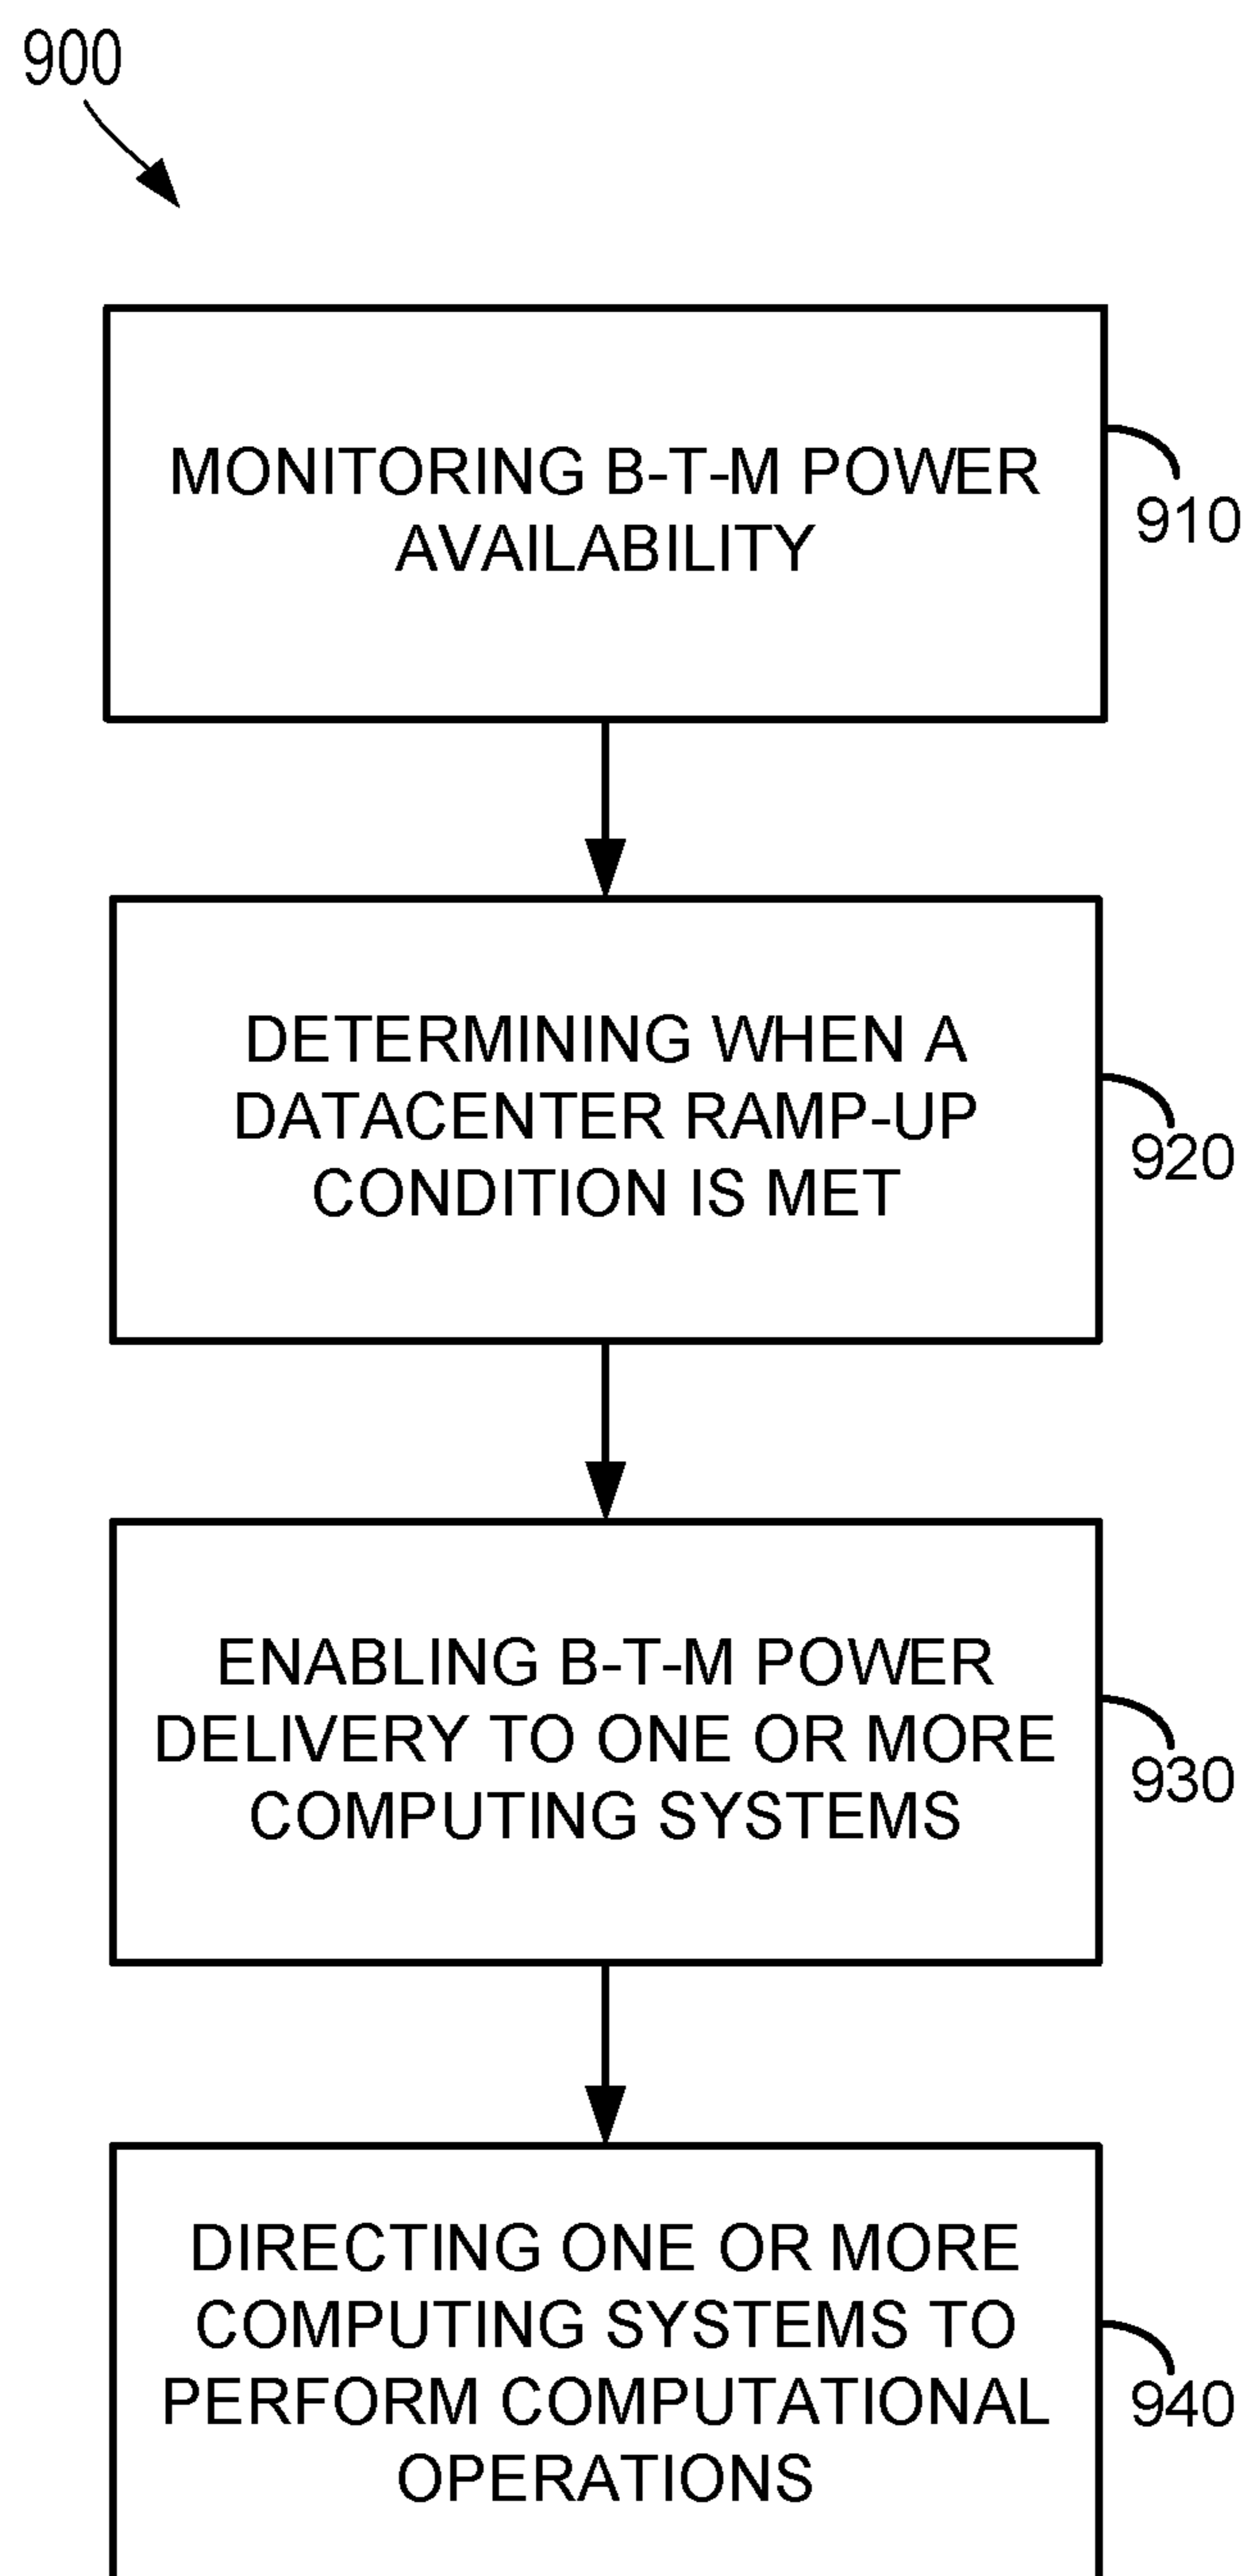 900
MONITORING B-T-M POWER
AVAILABILITY
910
DETERMINING WHEN A
DATACENTER RAMP-UP
CONDITION IS MET
920
ENABLING B-T-M POWER
DELIVERY TO ONE OR MORE
COMPUTING SYSTEMS
930
DIRECTING ONE OR MORE
COMPUTING SYSTEMS TO
PERFORM COMPUTATIONAL
OPERATIONS
940